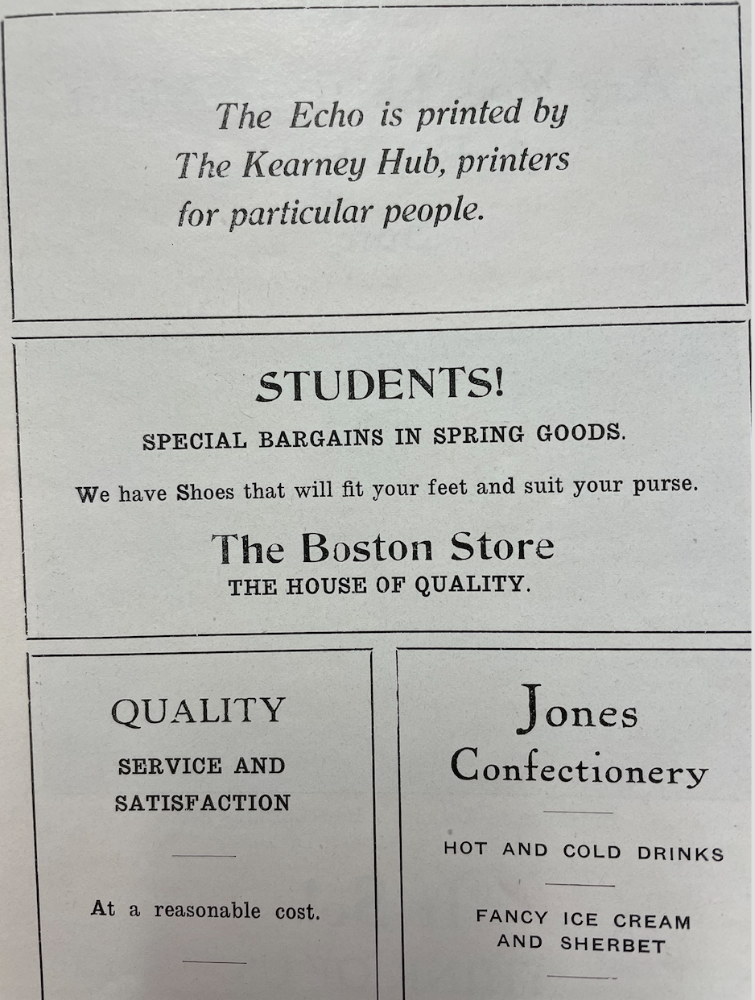 The Echo is printed by
The Kearney Hub, printers
for particular people.
STUDENTS!
SPECIAL BARGAINS IN SPRING GOODS.
We have Shoes that will fit your feet and suit your purse.
The Boston Store
THE HOUSE OF QUALITY.
QUALITY
SERVICE AND
SATISFACTION
At a reasonable cost.
Jones
Confectionery
HOT AND COLD DRINKS
FANCY ICE CREAM
AND SHERBET